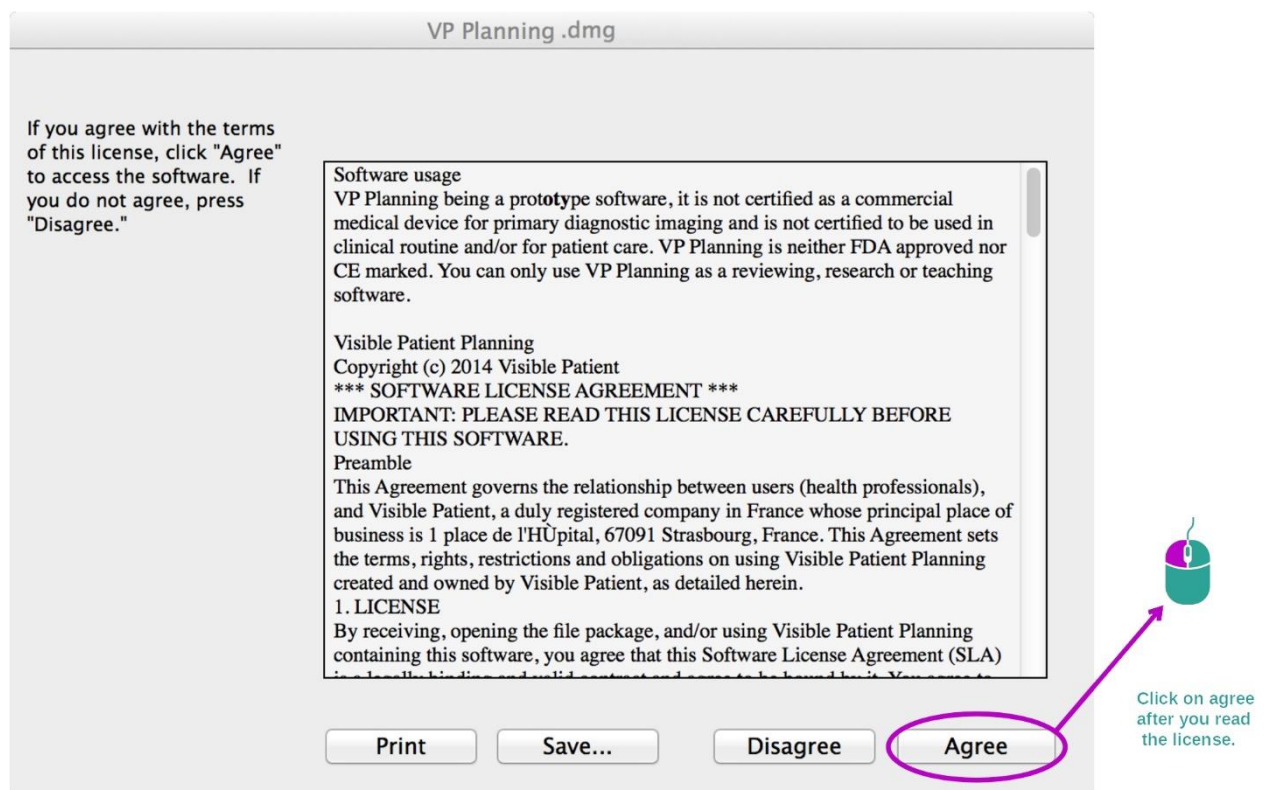 VP Planning .dmg
If you agree with the terms
of this license, click "Agree"
to access the software. If
you do not agree, press
"Disagree."
Software usage
VP Planning being a prototype software, it is not certified as a commercial
medical device for primary diagnostic imaging and is not certified to be used in
clinical routine and/or for patient care. VP Planning is neither FDA approved nor
CE marked. You can only use VP Planning as a reviewing, research or teaching
software.
Visible Patient Planning
Copyright (c) 2014 Visible Patient
*** SOFTWARE LICENSE AGREEMENT ***
IMPORTANT: PLEASE READ THIS LICENSE CAREFULLY BEFORE
USING THIS SOFTWARE.
Preamble
This Agreement governs the relationship between users (health professionals),
and Visible Patient, a duly registered company in France whose principal place of
business is 1 place de l'HÙpital, 67091 Strasbourg, France. This Agreement sets
the terms, rights, restrictions and obligations on using Visible Patient Planning
created and owned by Visible Patient, as detailed herein.
1. LICENSE
By receiving, opening the file package, and/or using Visible Patient Planning
containing this software, you agree that this Software License Agreement (SLA)
Print
Save...
Disagree
Agree
Click on agree
after you read
the license.